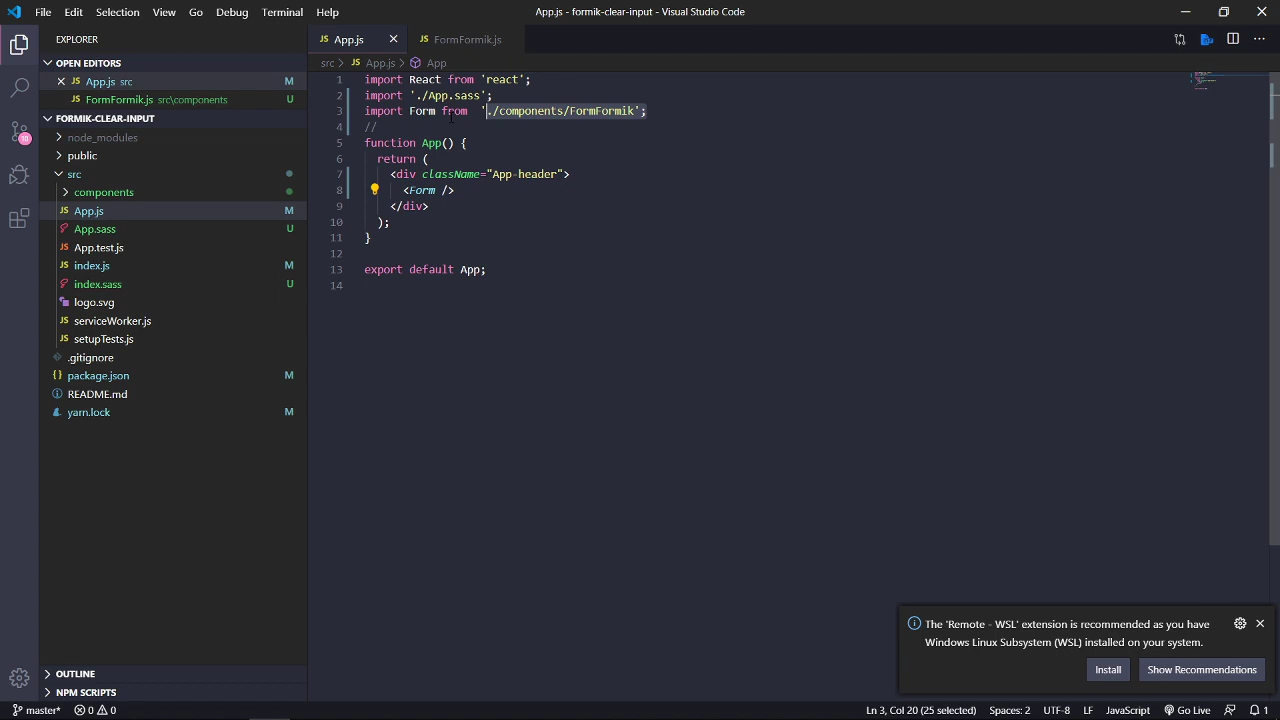 File Edit Selection View Go Debug Terminal Help
App.js - formik-clear-input - Visual Studio Code
EXPLORER
OPEN EDITORS
App.js src M
FormFormik.js src\components U
FORMIK-CLEAR-INPUT
node_modules
public
src
components
App.js M
App.sass U
App.test.js
index.js M
index.sass U
logo.svg
serviceWorker.js
setupTests.js
.gitignore
package.json M
README.md
yarn.lock M
OUTLINE
NPM SCRIPTS
10
JS App.js
JS FormFormik.js
src > JS App.js > App
1 import React from 'react';
2 import './App.sass';
3 import Form from './components/FormFormik';
4 //
5 function App() {
6 return (
7 <div className="App-header">
8 <Form />
9 </div>
10 );
11 }
12
13 export default App;
14
The 'Remote - WSL' extension is recommended as you have
Windows Linux Subsystem (WSL) installed on your system.
Install Show Recommendations
master* 0 0 Ln 3, Col 20 (25 selected) Spaces: 2 UTF-8 LF JavaScript Go Live 1